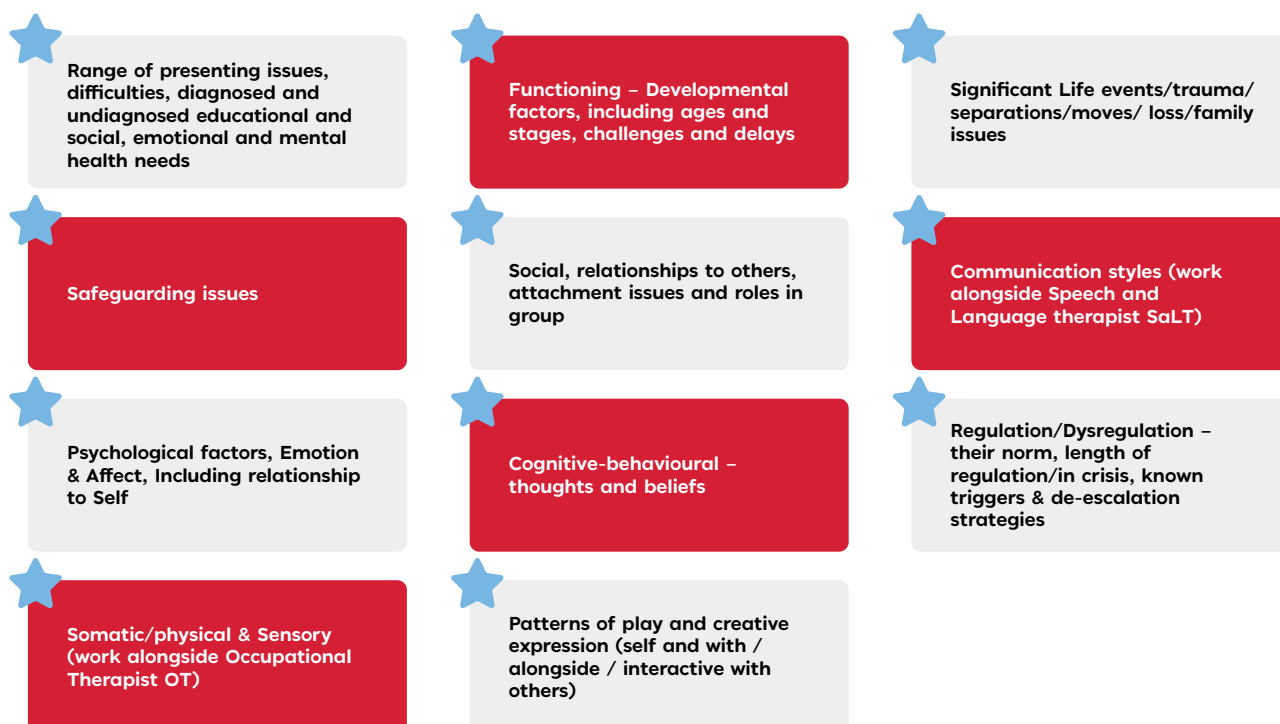 Range of presenting issues,
difficulties, diagnosed and
undiagnosed educational and
social, emotional and mental
health needs
Functioning – Developmental
factors, including ages and
stages, challenges and delays
Significant Life events/trauma/
separations/moves/ loss/family
issues
Safeguarding issues
Social, relationships to others,
attachment issues and roles in
group
Communication styles (work
alongside Speech and
Language therapist SaLT)
Psychological factors, Emotion
& Affect, Including relationship
to Self
Cognitive-behavioural –
thoughts and beliefs
Regulation/Dysregulation –
their norm, length of
regulation/in crisis, known
triggers & de-escalation
strategies
Somatic/physical & Sensory
(work alongside Occupational
Therapist OT)
Patterns of play and creative
expression (self and with /
alongside / interactive with
others)